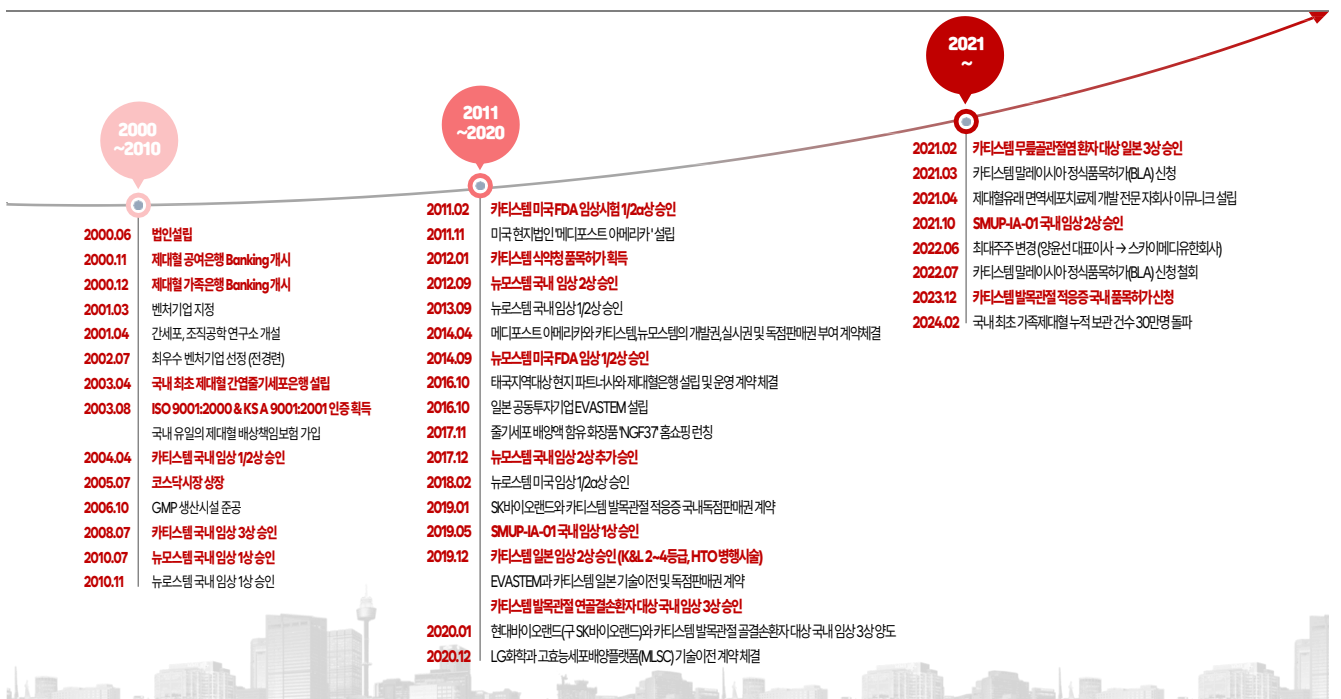 2000
~2010
2000.06 법인설립
2000.11 제대혈 공여은행 Banking 개시
2000.12 제대혈 가족은행 Banking 개시
2001.03 벤처기업 지정
2001.04 간세포, 조직공학 연구소 개설
2002.07 최우수 벤처기업 선정 (전경련)
2003.04 국내 최초 제대혈 간엽줄기세포은행 설립
2003.08 ISO 9001:2000 & KS A 9001:2001 인증 획득
국내 유일의 제대혈 배상책임보험 가입
2004.04 카티스템 국내 임상 1/2상 승인
2005.07 코스닥시장 상장
2006.10 GMP 생산시설 준공
2008.07 카티스템 국내 임상 3상 승인
2010.07 뉴모스템 국내 임상 1상 승인
2010.11 뉴로스템 국내 임상 1상 승인
2011
~2020
2011.02 카티스템 미국 FDA 임상시험 1/2a상 승인
2011.11 미국 현지법인 '메디포스트 아메리카' 설립
2012.01 카티스템 식약청 품목허가 획득
2012.09 뉴모스템 국내 임상 2상 승인
2013.09 뉴로스템 국내 임상 1/2상 승인
2014.04 메디포스트 아메리카와 카티스템,뉴모스템의 개발권,실시권 및 독점판매권 부여 계약체결
2014.09 뉴모스템 미국 FDA 임상 1/2상 승인
2016.10 태국지역대상 현지 파트너사와 제대혈은행 설립 및 운영 계약 체결
2016.10 일본 공동투자기업 EVASTEM 설립
2017.11 줄기세포 배양액 함유 화장품 'NGF37' 홈쇼핑 런칭
2017.12 뉴모스템 국내 임상 2상 추가 승인
2018.02 뉴로스템 미국 임상 1/2a상 승인
2019.01 SK바이오랜드와 카티스템 발목관절 적응증 국내독점판매권 계약
2019.05 SMUP-IA-01 국내 임상 1상 승인
2019.12 카티스템 일본 임상 2상 승인 (K&L 2~4등급, HTO 병행시술)
EVASTEM과 카티스템 일본 기술이전 및 독점판매권 계약
카티스템 발목관절 연골결손환자 대상 국내 임상 3상 승인
2020.01 현대바이오랜드(구 SK바이오랜드)와 카티스템 발목관절 골결손환자 대상 국내 임상 3상 양도
2020.12 LG화학과 고효능세포배양플랫폼(MLSC) 기술이전 계약 체결
2021
~
2021.02 카티스템 무릎골관절염 환자 대상 일본 3상 승인
2021.03 카티스템 말레이시아 정식품목허가(BLA) 신청
2021.04 제대혈유래 면역세포치료제 개발 전문 자회사 이뮤니크 설립
2021.10 SMUP-IA-01 국내 임상 2상 승인
2022.06 최대주주 변경 (양윤선 대표이사 → 스카이메디유한회사)
2022.07 카티스템 말레이시아 정식품목허가(BLA) 신청 철회
2023.12 카티스템 발목관절 적응증 국내 품목허가 신청
2024.02 국내 최초 가족제대혈 누적 보관 건수 30만명 돌파